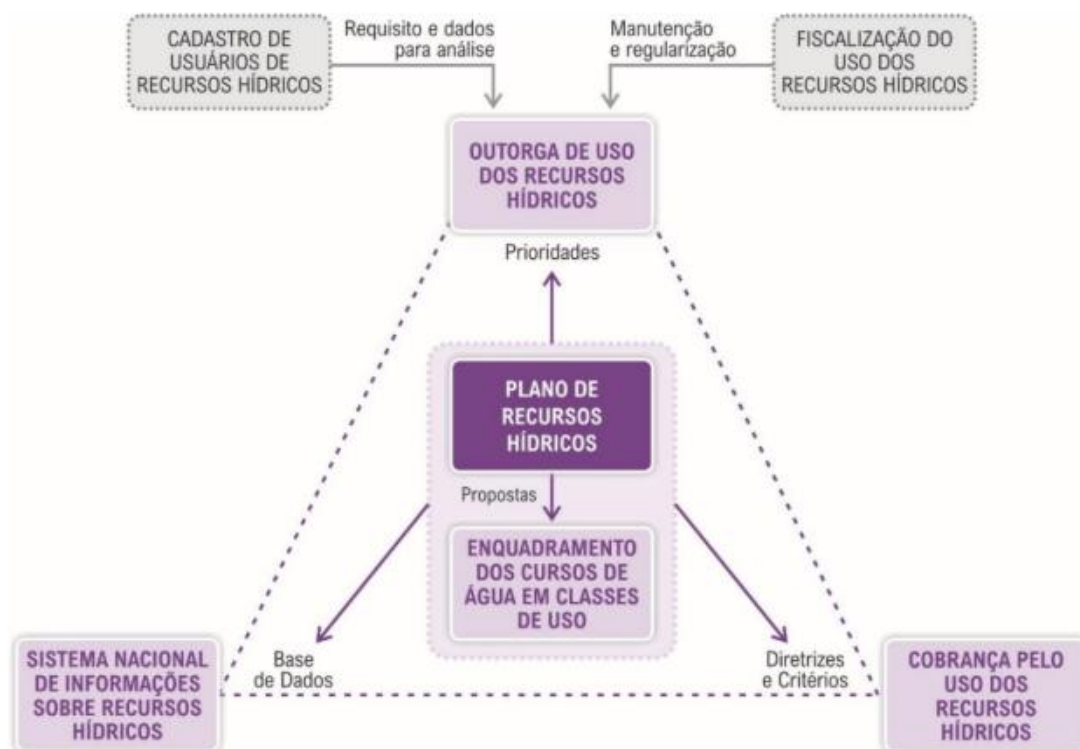 CADASTRO DE
USUÁRIOS DE
RECURSOS HÍDRICOS
Requisito e dados
para análise
Manutenção
e regularização
FISCALIZAÇÃO DO
USO DOS
RECURSOS HÍDRICOS
OUTORGA DE USO
DOS RECURSOS
HÍDRICOS
Prioridades
PLANO DE
RECURSOS
HÍDRICOS
Propostas
ENQUADRAMENTO
DOS CURSOS DE
ÁGUA EM CLASSES
DE USO
SISTEMA NACIONAL
DE INFORMAÇÕES
SOBRE RECURSOS
HÍDRICOS
Base
de Dados
Diretrizes
e Critérios
COBRANÇA PELO
USO DOS
RECURSOS
HÍDRICOS